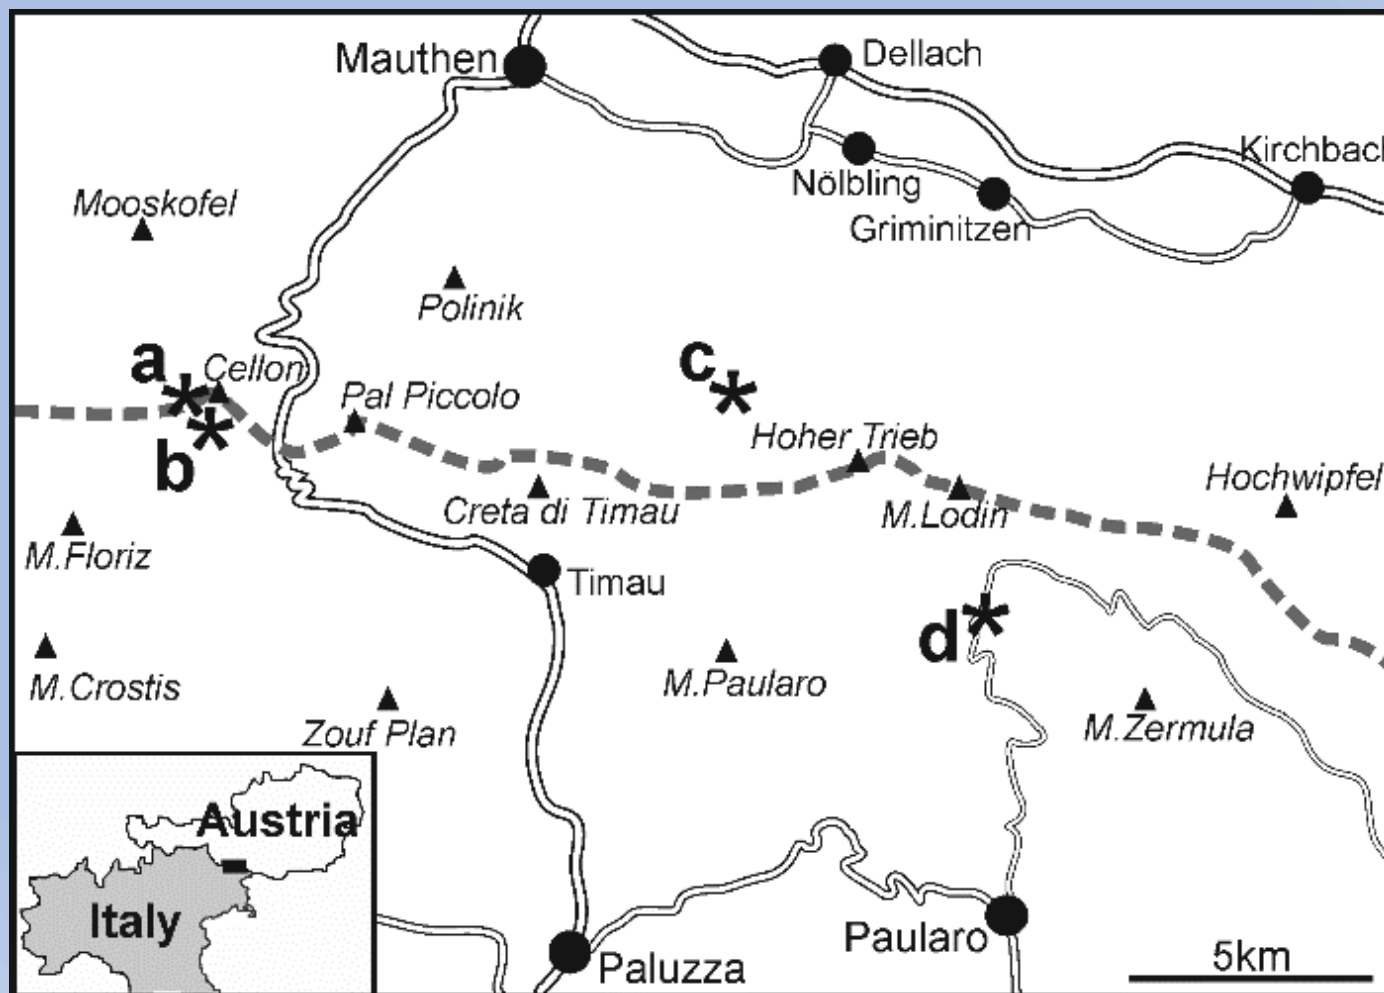 Mauthen
Dellach
Kirchbach
Nölbling
Griminitzen
Mooskofel
Polinik
a
Cellon
c
Pal Piccolo
b
Hoher Trieb
Hochwipfel
Creta di Timau
M.Lodin
M.Floriz
Timau
d
M.Crostis
M.Paularo
Zouf Plan
M.Zermula
Austria
Italy
Paularo
Paluzza
5km